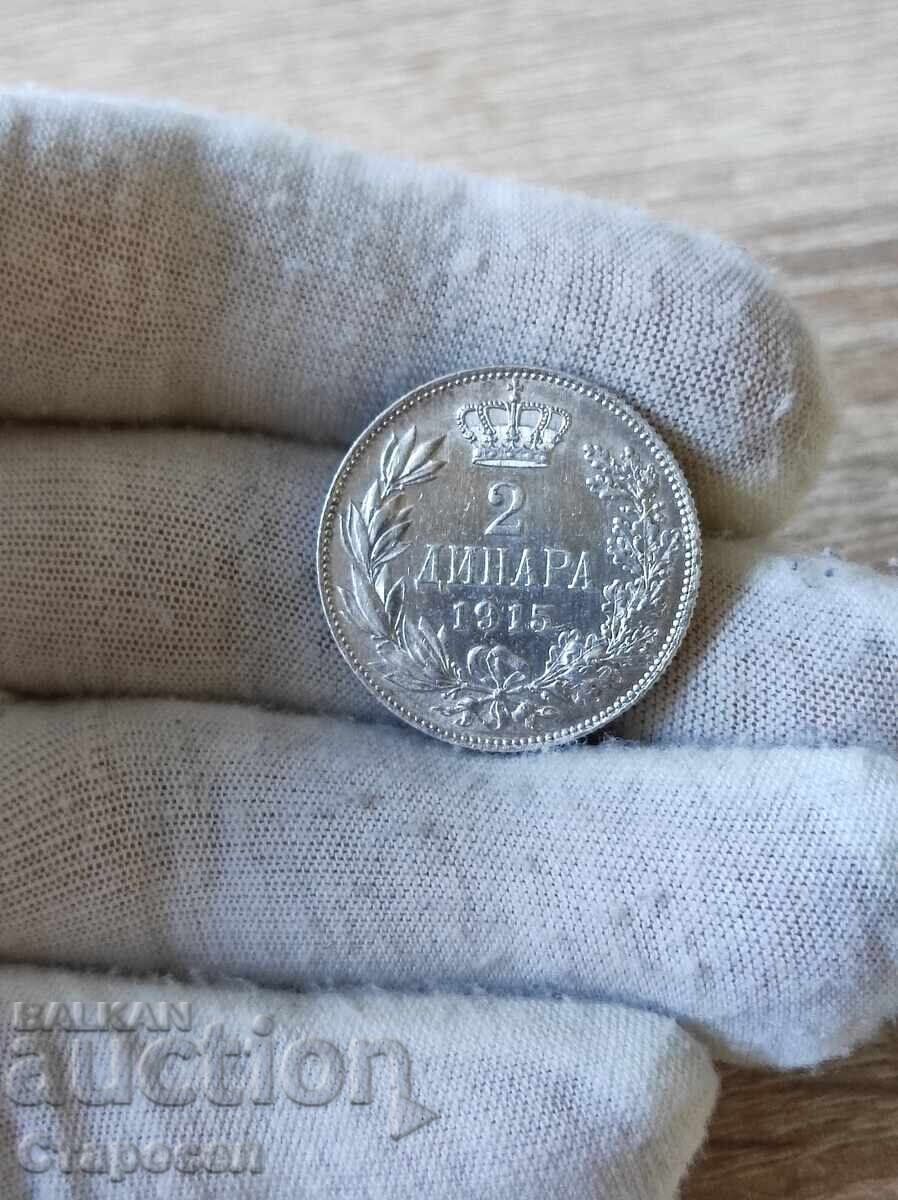 2
ДИНАРА
1915
BALKAN
auction
Старосел